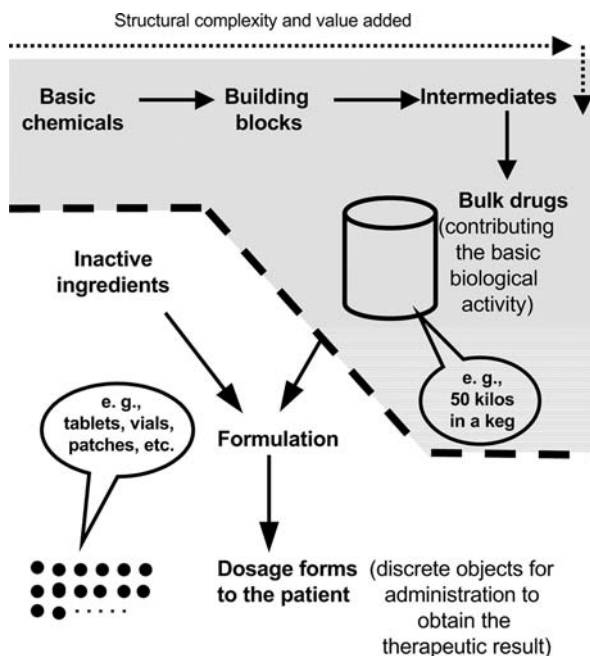 Structural complexity and value added
Basic
chemicals
Building
blocks
Intermediates
Bulk drugs
(contributing
the basic
biological
activity)
Inactive
ingredients
e. g.,
50 kilos
in a keg
e. g.,
tablets, vials,
patches, etc.
Formulation
Dosage forms
to the patient
(discrete objects for
administration to
obtain the
therapeutic result)